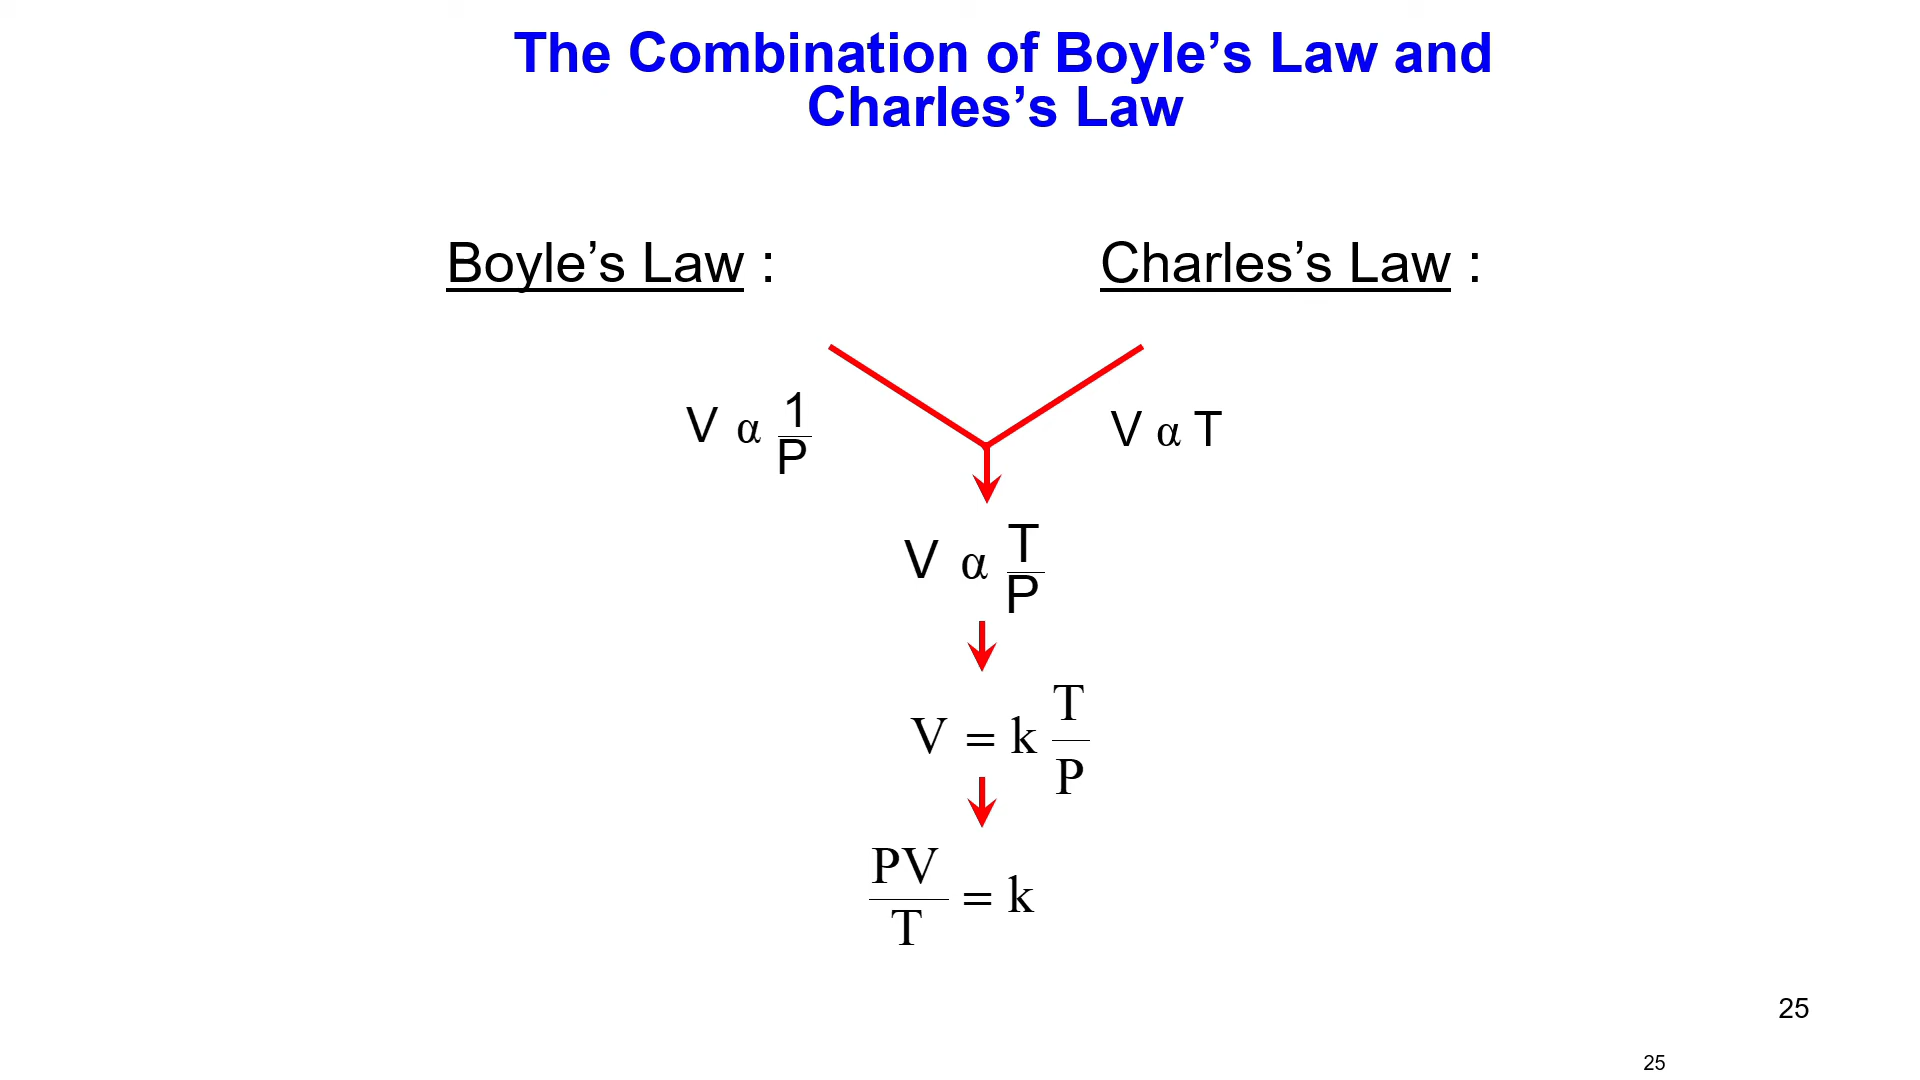 The Combination of Boyle’s Law and
Charles’s Law
Boyle’s Law :
Charles’s Law :
V α 1/P
V α T
V α T/P
V = k T/P
PV/T = k
25
25